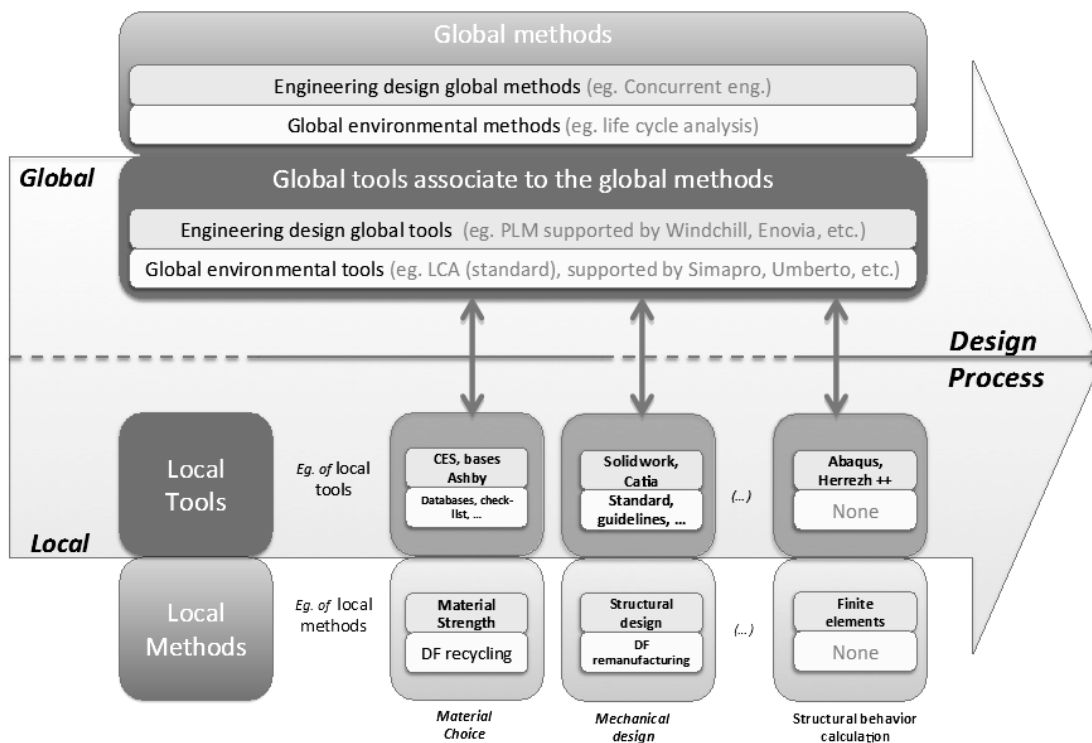 Global methods
Engineering design global methods (eg. Concurrent eng.)
Global environmental methods (eg. life cycle analysis)
Global
Global tools associate to the global methods
Engineering design global tools (eg. PLM supported by Windchill, Enovia, etc.)
Global environmental tools (eg. LCA (standard), supported by Simapro, Umberto, etc.)
Design
Process
Local
Tools
Eg. of local
tools
CES, bases
Ashby
Databases, check-
list, ...
Solidwork,
Catia
Standard,
guidelines, ...
(...)
Abaqus,
Herrezh ++
None
Local
Local
Methods
Eg. of local
methods
Material
Strength
DF recycling
Structural
design
DF
remanufacturing
(...)
Finite
elements
None
Material
Choice
Mechanical
design
Structural behavior
calculation